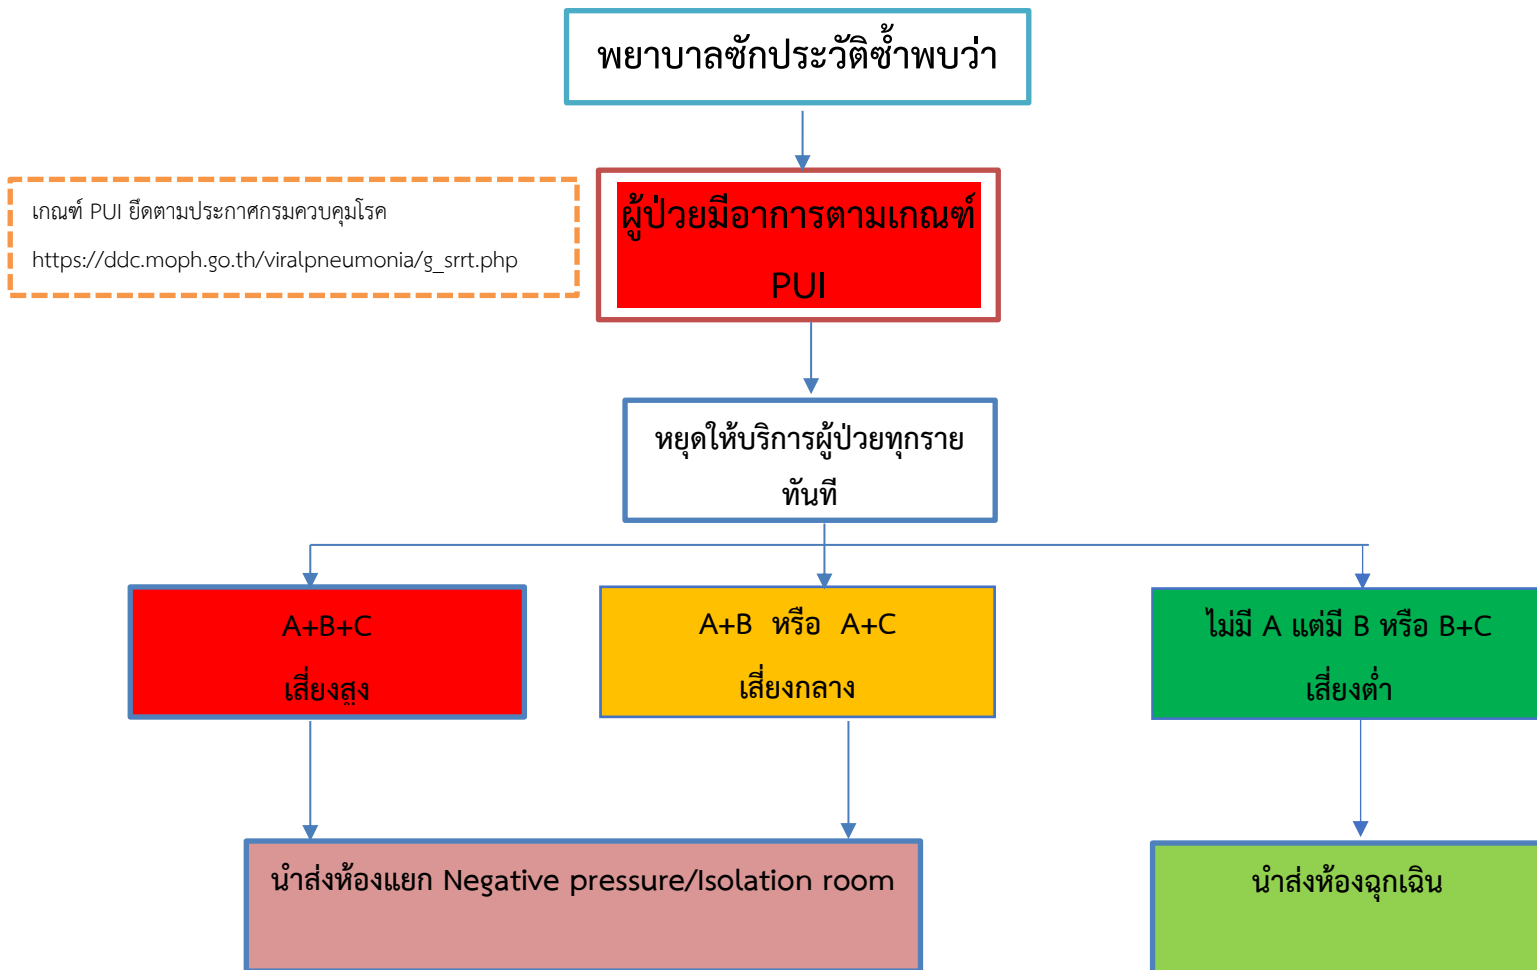 พยาบาลซักประวัติซ้ำพบว่า
เกณฑ์ PUI ยึดตามประกาศกรมควบคุมโรค
https://ddc.moph.go.th/viralpneumonia/g_srrt.php
ผู้ป่วยมีอาการตามเกณฑ์
PUI
หยุดให้บริการผู้ป่วยทุกราย
ทันที
A+B+C
เสี่ยงสูง
A+B หรือ A+C
เสี่ยงกลาง
ไม่มี A แต่มี B หรือ B+C
เสี่ยงต่ำ
นำส่งห้องแยก Negative pressure/Isolation room
นำส่งห้องฉุกเฉิน